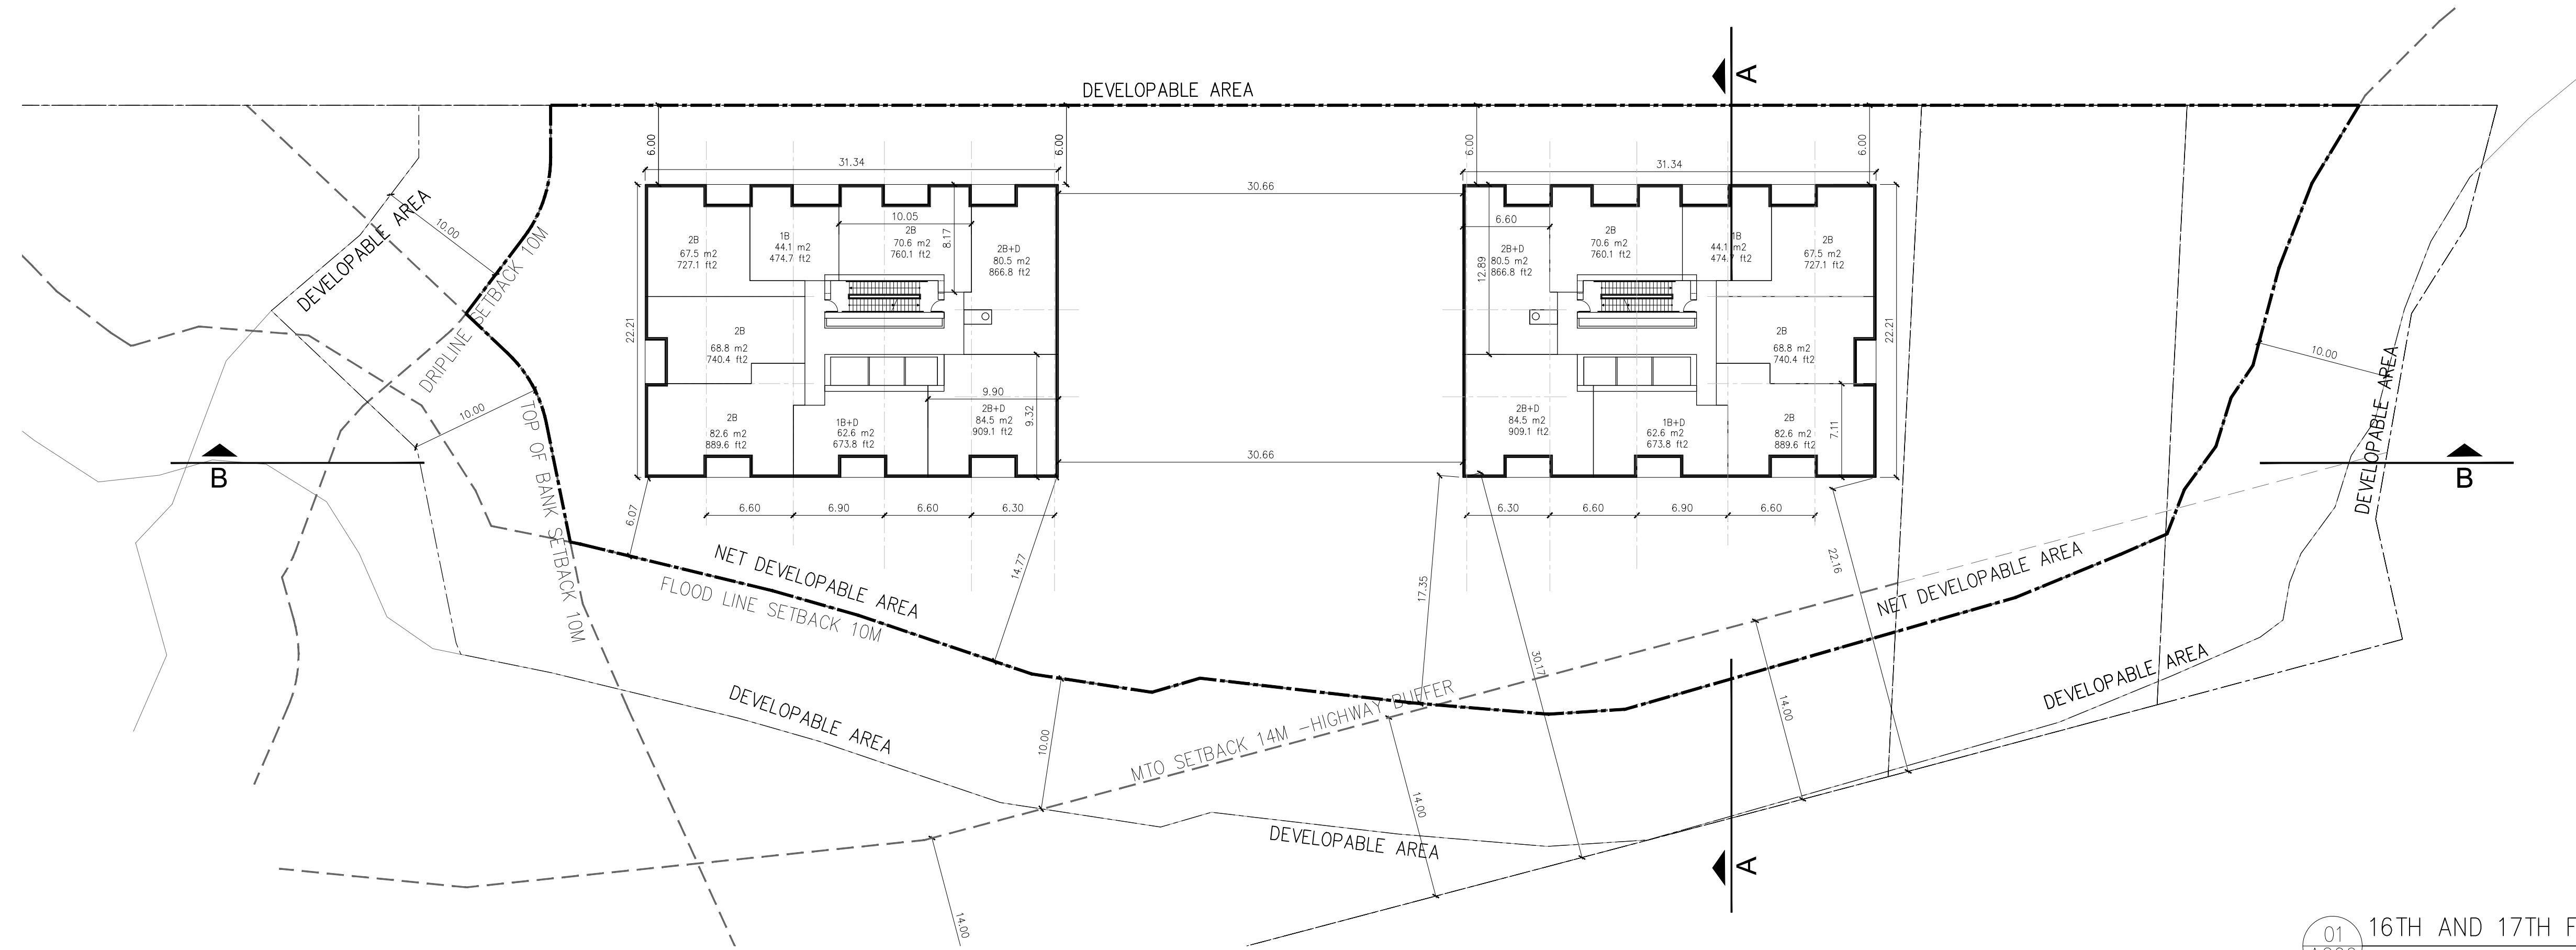 DEVELOPABLE AREA
A
6.00
6.00
6.00
6.00
31.34
31.34
30.66
DEVELOPABLE AREA
10.00
DRIPLINE SETBACK 10M
22.21
2B
67.5 m2
727.1 ft2
1B
44.1 m2
474.7 ft2
10.05
2B
70.6 m2
760.1 ft2
8.17
2B+D
80.5 m2
866.8 ft2
2B
68.8 m2
740.4 ft2
2B
82.6 m2
889.6 ft2
1B+D
62.6 m2
673.8 ft2
9.90
2B+D
84.5 m2
909.1 ft2
9.32
6.60
12.89
2B+D
80.5 m2
866.8 ft2
2B
70.6 m2
760.1 ft2
1B
44.1 m2
474.7 ft2
2B
67.5 m2
727.1 ft2
2B
68.8 m2
740.4 ft2
22.21
2B+D
84.5 m2
909.1 ft2
1B+D
62.6 m2
673.8 ft2
2B
82.6 m2
889.6 ft2
7.11
10.00
DEVELOPABLE AREA
10.00
TOP OF BANK SETBACK 10M
B
B
30.66
6.60
6.90
6.60
6.30
6.30
6.60
6.90
6.60
6.07
14.77
17.35
30.17
22.16
NET DEVELOPABLE AREA
FLOOD LINE SETBACK 10M
NET DEVELOPABLE AREA
DEVELOPABLE AREA
DEVELOPABLE AREA
10.00
MTO SETBACK 14M -HIGHWAY BUFFER
14.00
14.00
14.00
DEVELOPABLE AREA
A
01
16TH AND 17TH